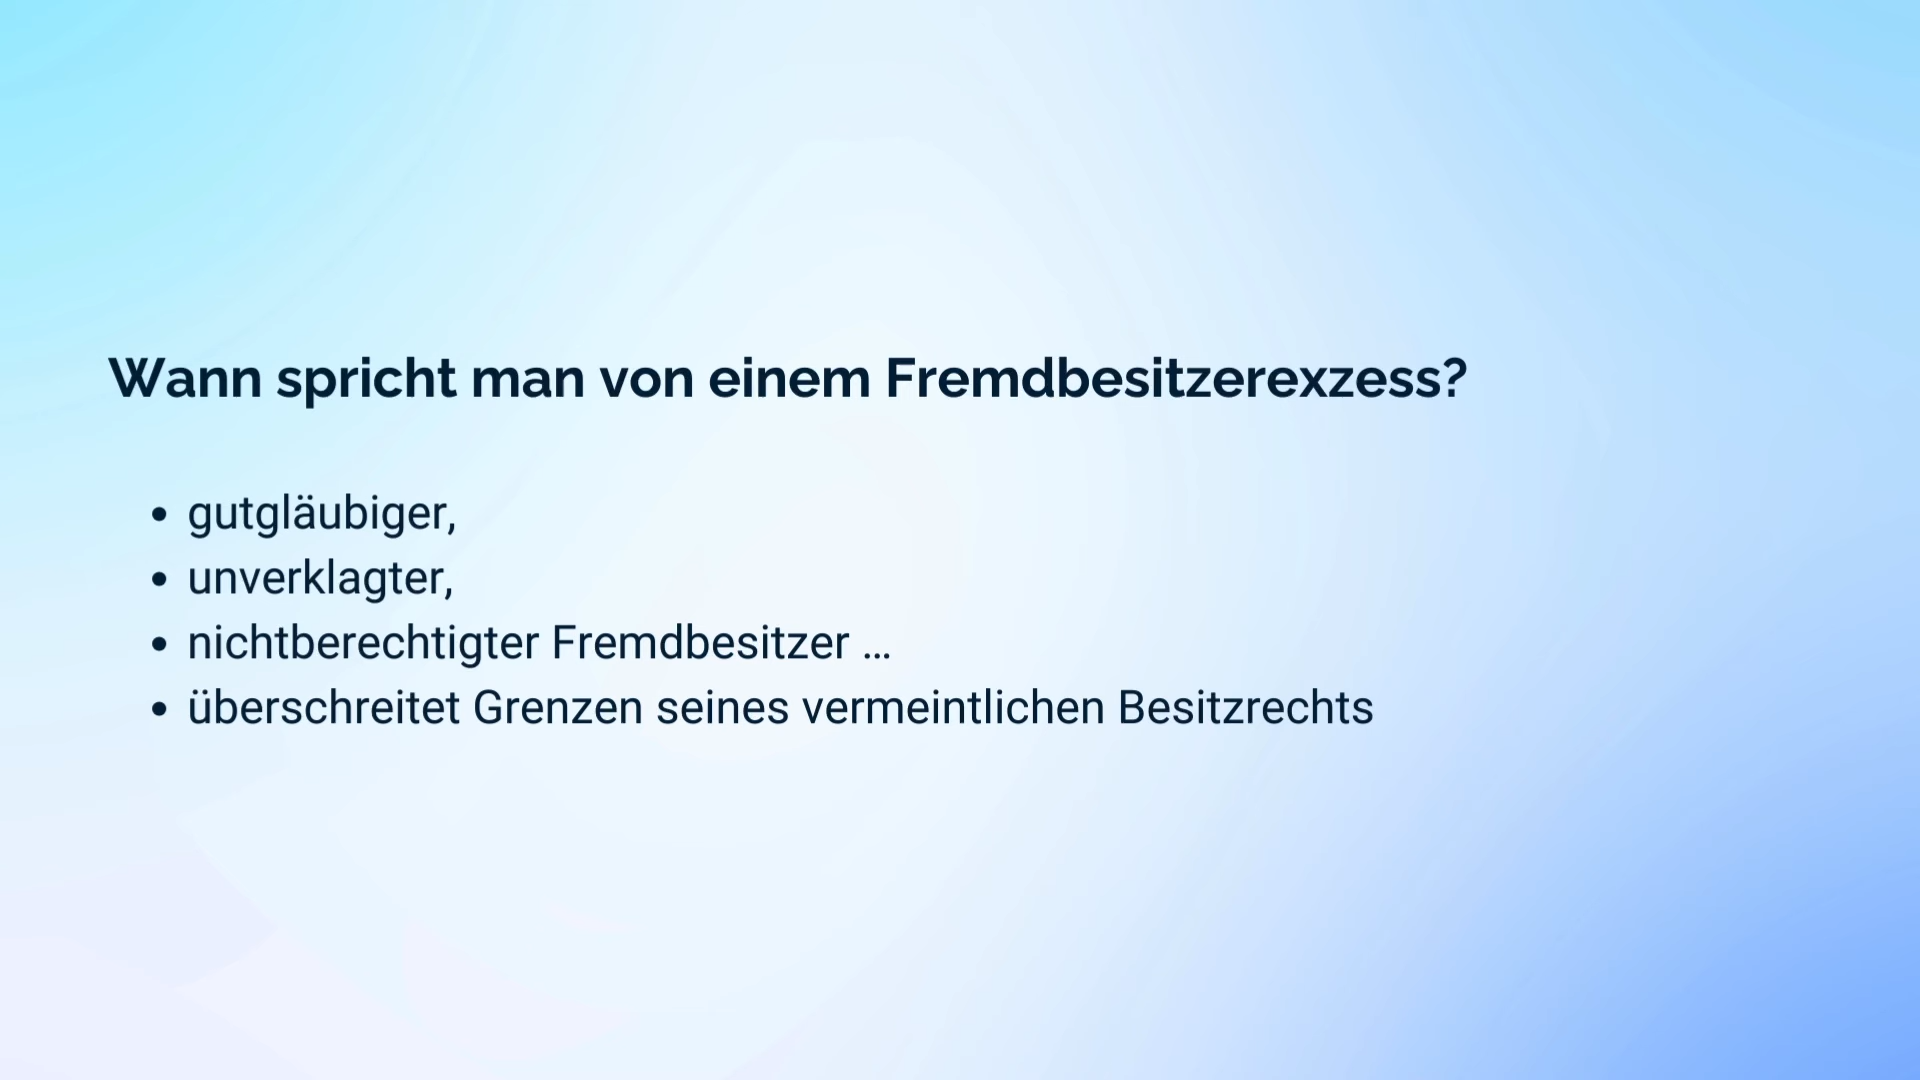 Wann spricht man von einem Fremdbesitzerexzess?
• gutgläubiger,
• unverklagter,
• nichtberechtigter Fremdbesitzer ...
• überschreitet Grenzen seines vermeintlichen Besitzrechts